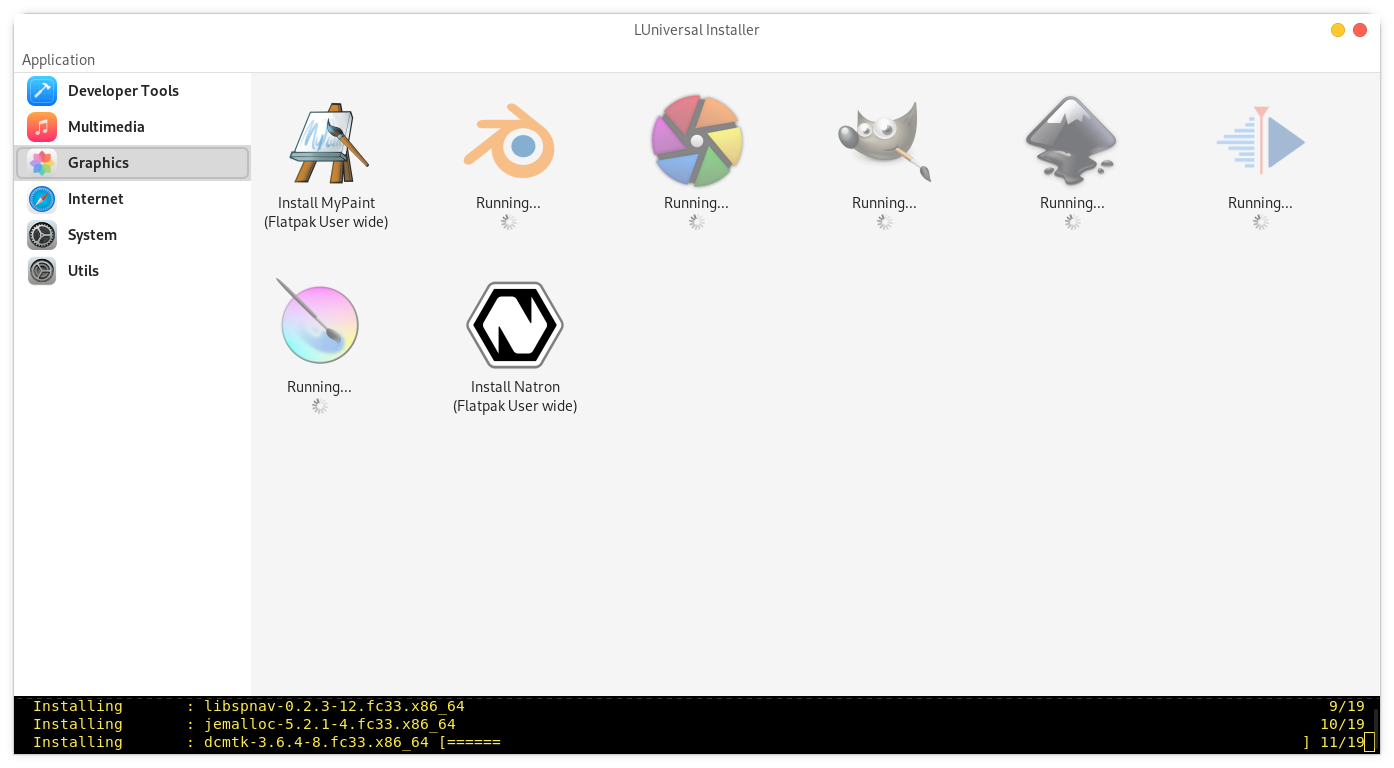 LUniversal Installer
Application
Developer Tools
Multimedia
Graphics
Internet
System
Utils
Install MyPaint
(Flatpak User wide)
Running...
Running...
Running...
Running...
Running...
Running...
Install Natron
(Flatpak User wide)
Installing : libspnav-0.2.3-12.fc33.x86_64 9/19
Installing : jemalloc-5.2.1-4.fc33.x86_64 10/19
Installing : dcmtk-3.6.4-8.fc33.x86_64 [====== ] 11/19